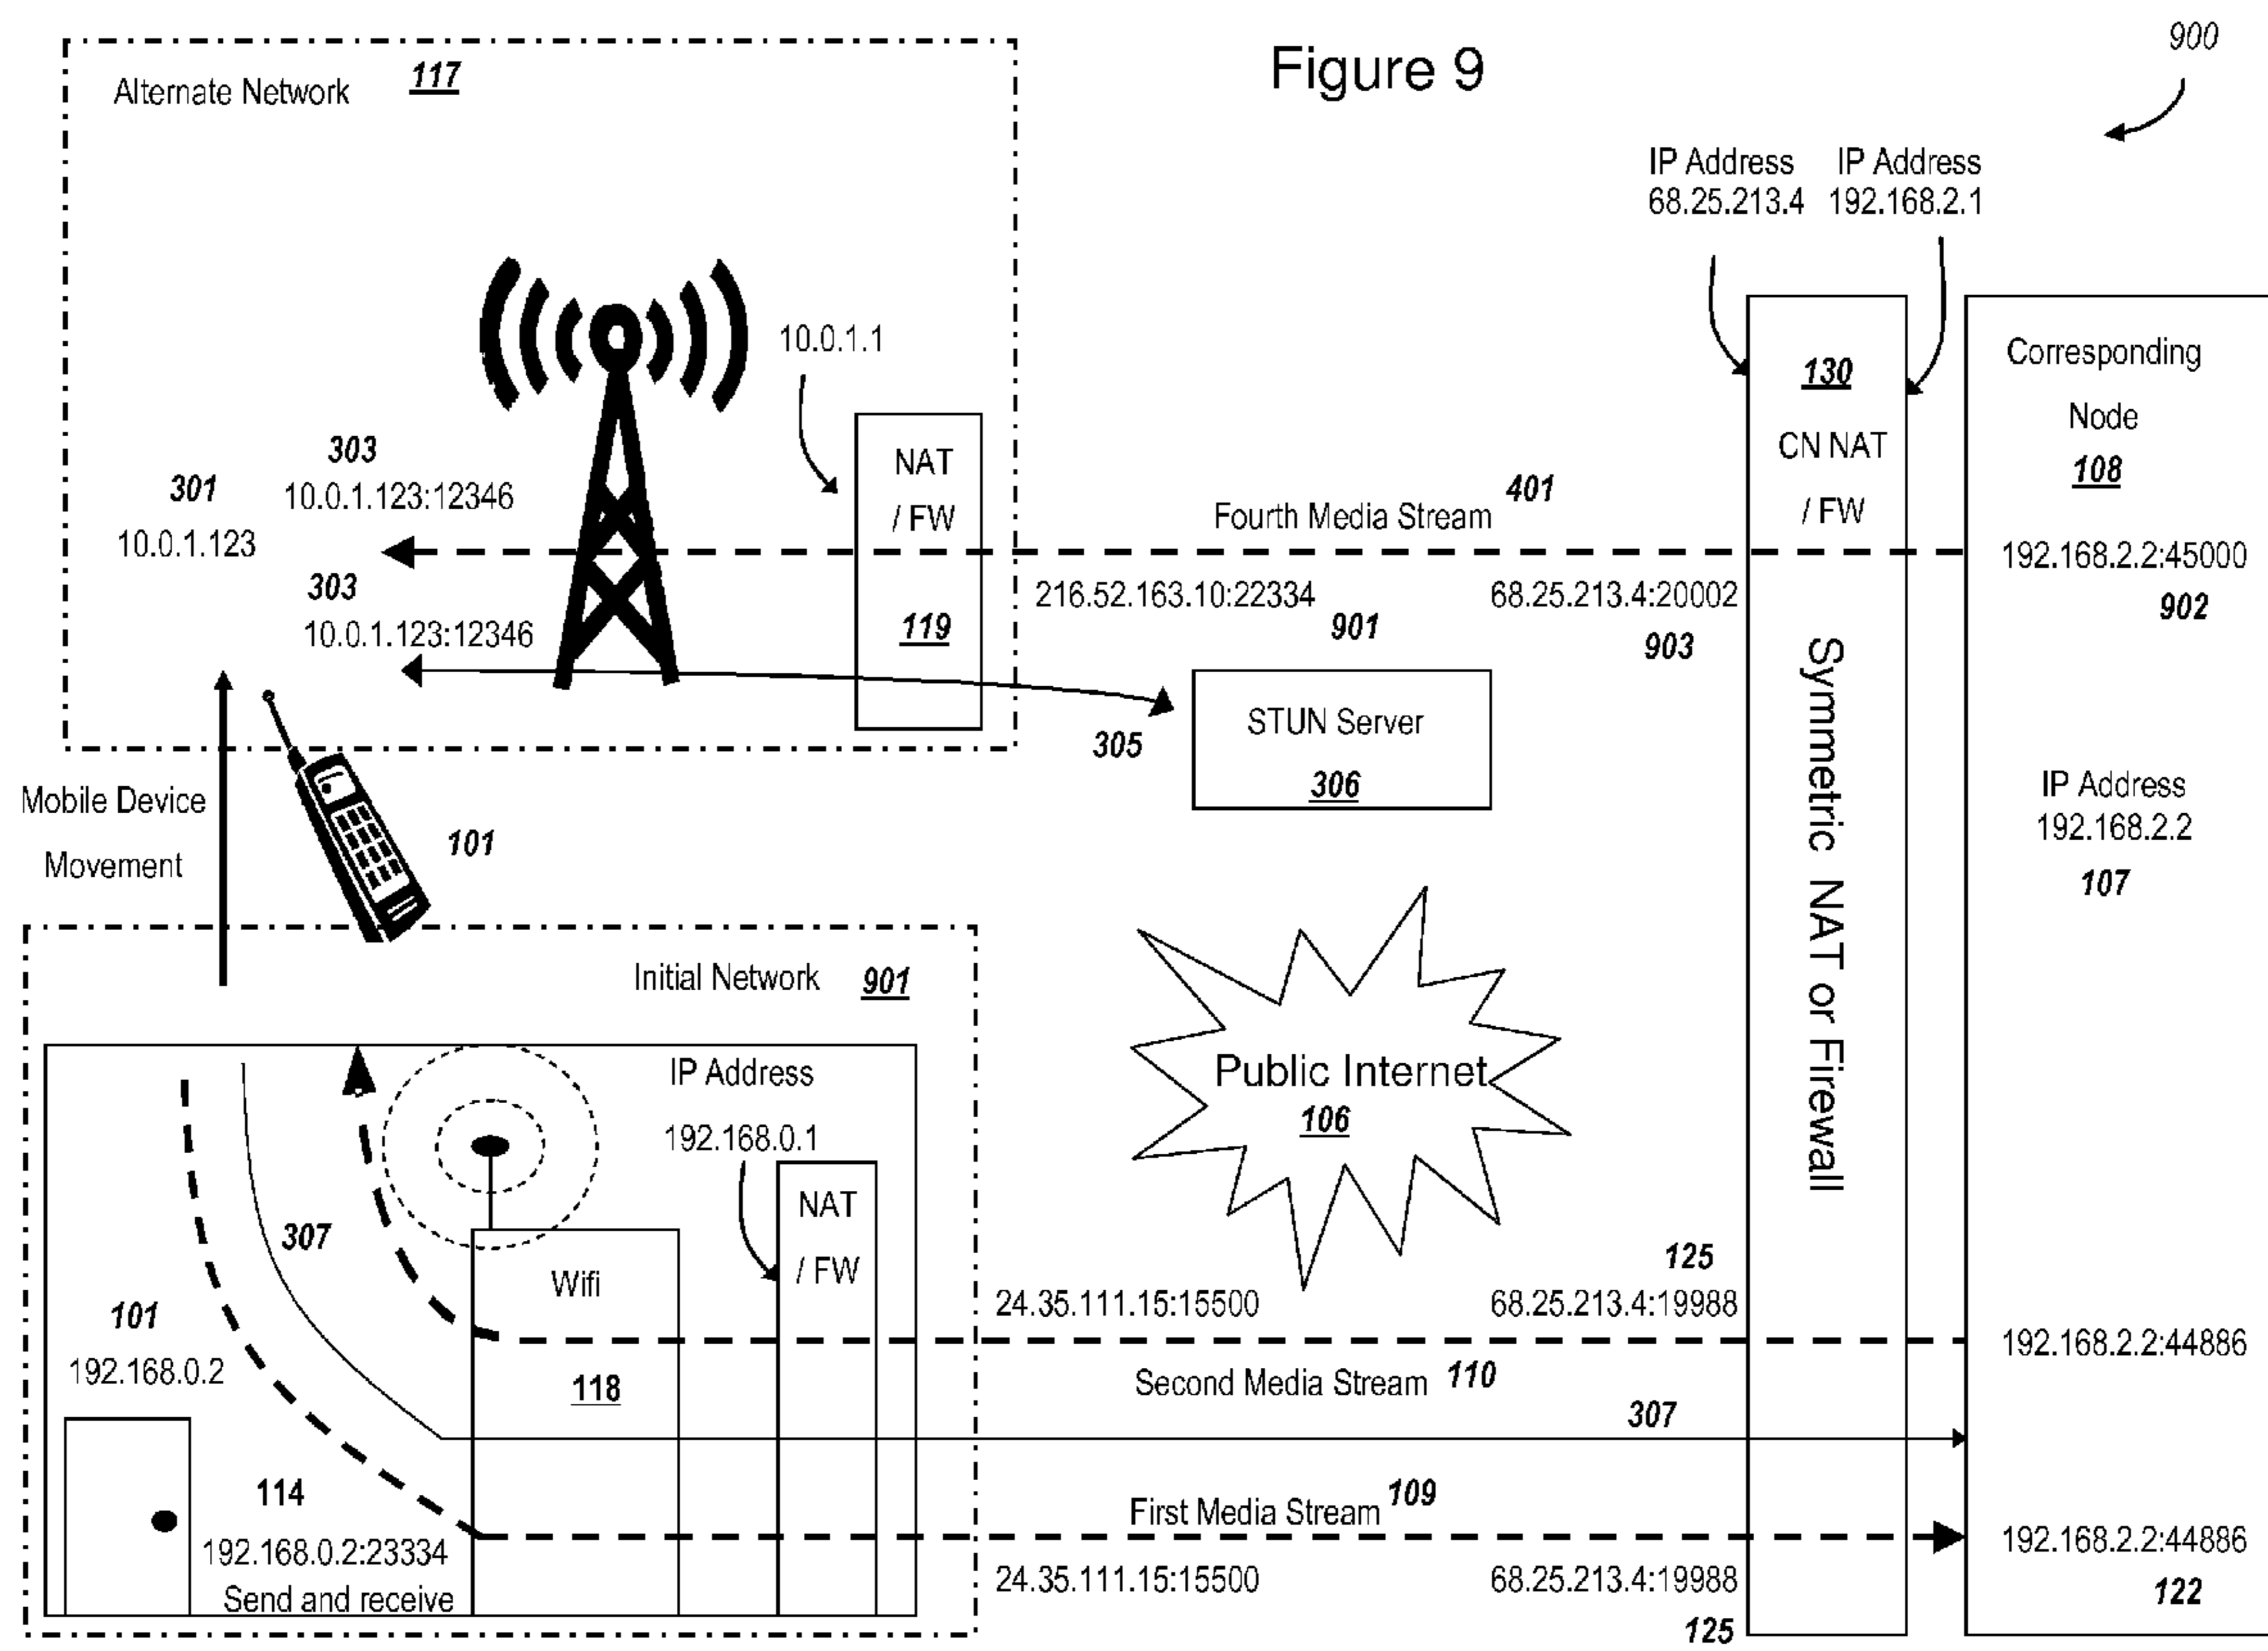 Figure 9
900
Alternate Network 117
IP Address
68.25.213.4
IP Address
192.168.2.1
10.0.1.1
303
10.0.1.123:12346
301
10.0.1.123
303
10.0.1.123:12346
NAT
/ FW
119
Fourth Media Stream 401
216.52.163.10:22334
901
68.25.213.4:20002
903
130
CN NAT
/ FW
Symmetric NAT or Firewall
Corresponding
Node
108
192.168.2.2:45000
902
305
STUN Server
306
IP Address
192.168.2.2
107
Mobile Device
Movement
101
Initial Network 901
Public Internet
106
IP Address
192.168.0.1
NAT
/ FW
307
Wifi
118
101
192.168.0.2
125
24.35.111.15:15500
68.25.213.4:19988
192.168.2.2:44886
Second Media Stream 110
307
114
192.168.0.2:23334
Send and receive
First Media Stream 109
24.35.111.15:15500
68.25.213.4:19988
125
192.168.2.2:44886
122